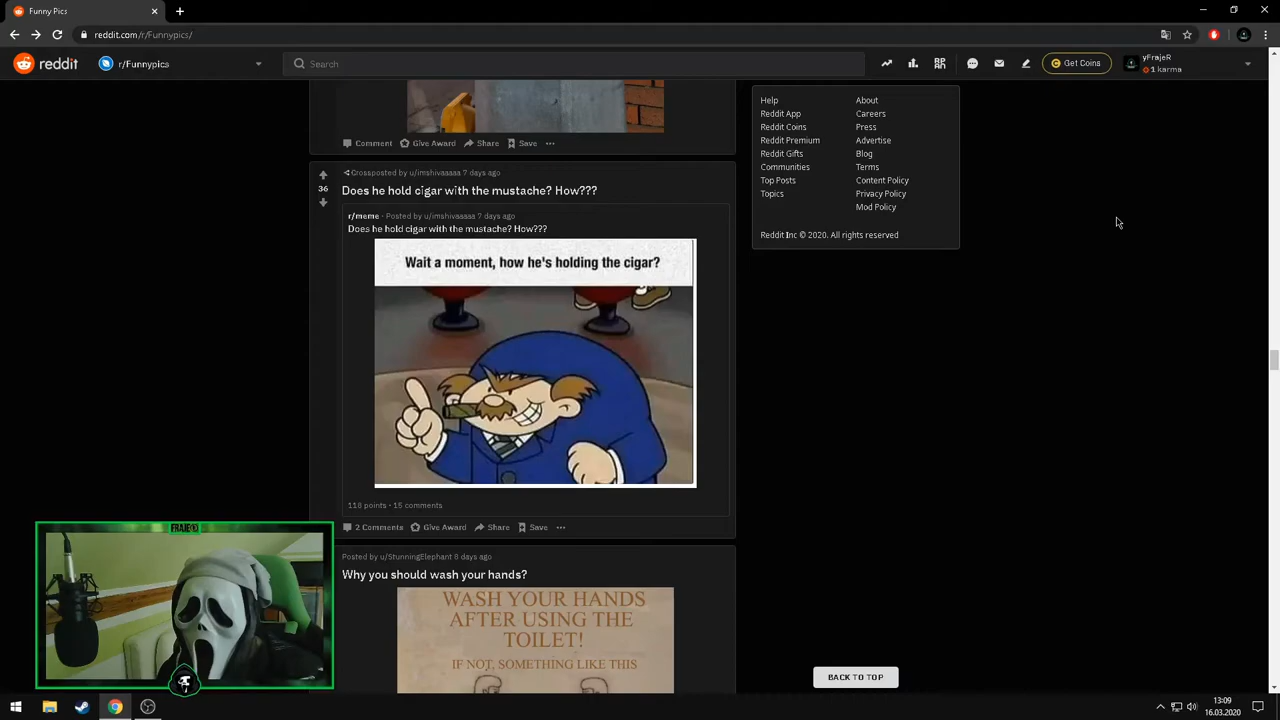 Funny Pics
reddit.com/r/Funnypics/
reddit
r/Funnypics
Search
Get Coins
yFrajeR
1 karma
Comment Give Award Share Save
Help About
Reddit App Careers
Reddit Coins Press
Reddit Premium Advertise
Reddit Gifts Blog
Communities Terms
Top Posts Content Policy
Topics Privacy Policy
Mod Policy
Reddit Inc © 2020. All rights reserved
Crossposted by u/imshivaaaaa 7 days ago
36
Does he hold cigar with the mustache? How???
r/meme · Posted by u/imshivaaaaa 7 days ago
Does he hold cigar with the mustache? How???
Wait a moment, how he's holding the cigar?
118 points · 15 comments
2 Comments Give Award Share Save
Posted by u/StunningElephant 8 days ago
Why you should wash your hands?
WASH YOUR HANDS
AFTER USING THE
TOILET!
IF NOT, SOMETHING LIKE THIS
BACK TO TOP
13:09
16.03.2020